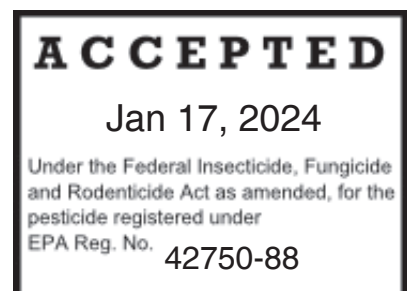 ACCEPTED
Jan 17, 2024
Under the Federal Insecticide, Fungicide
and Rodenticide Act as amended, for the
pesticide registered under
EPA Reg. No. 42750-88